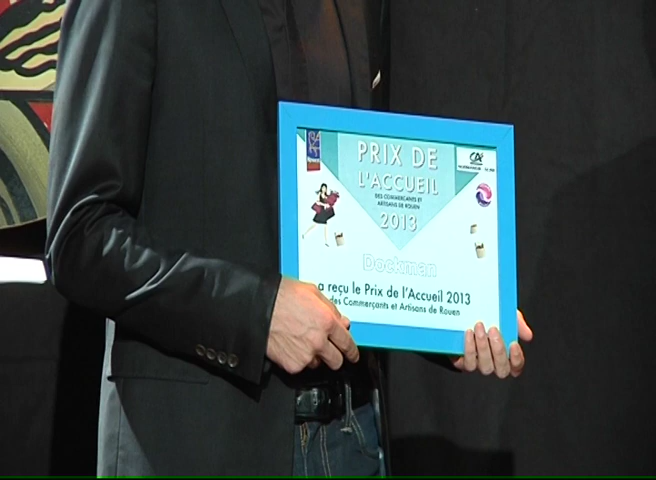 PRIX DE
L'ACCUEIL
DES COMMERÇANTS ET
ARTISANS DE ROUEN
2013
Dockman
a reçu le Prix de l'Accueil 2013
des Commerçants et Artisans de Rouen